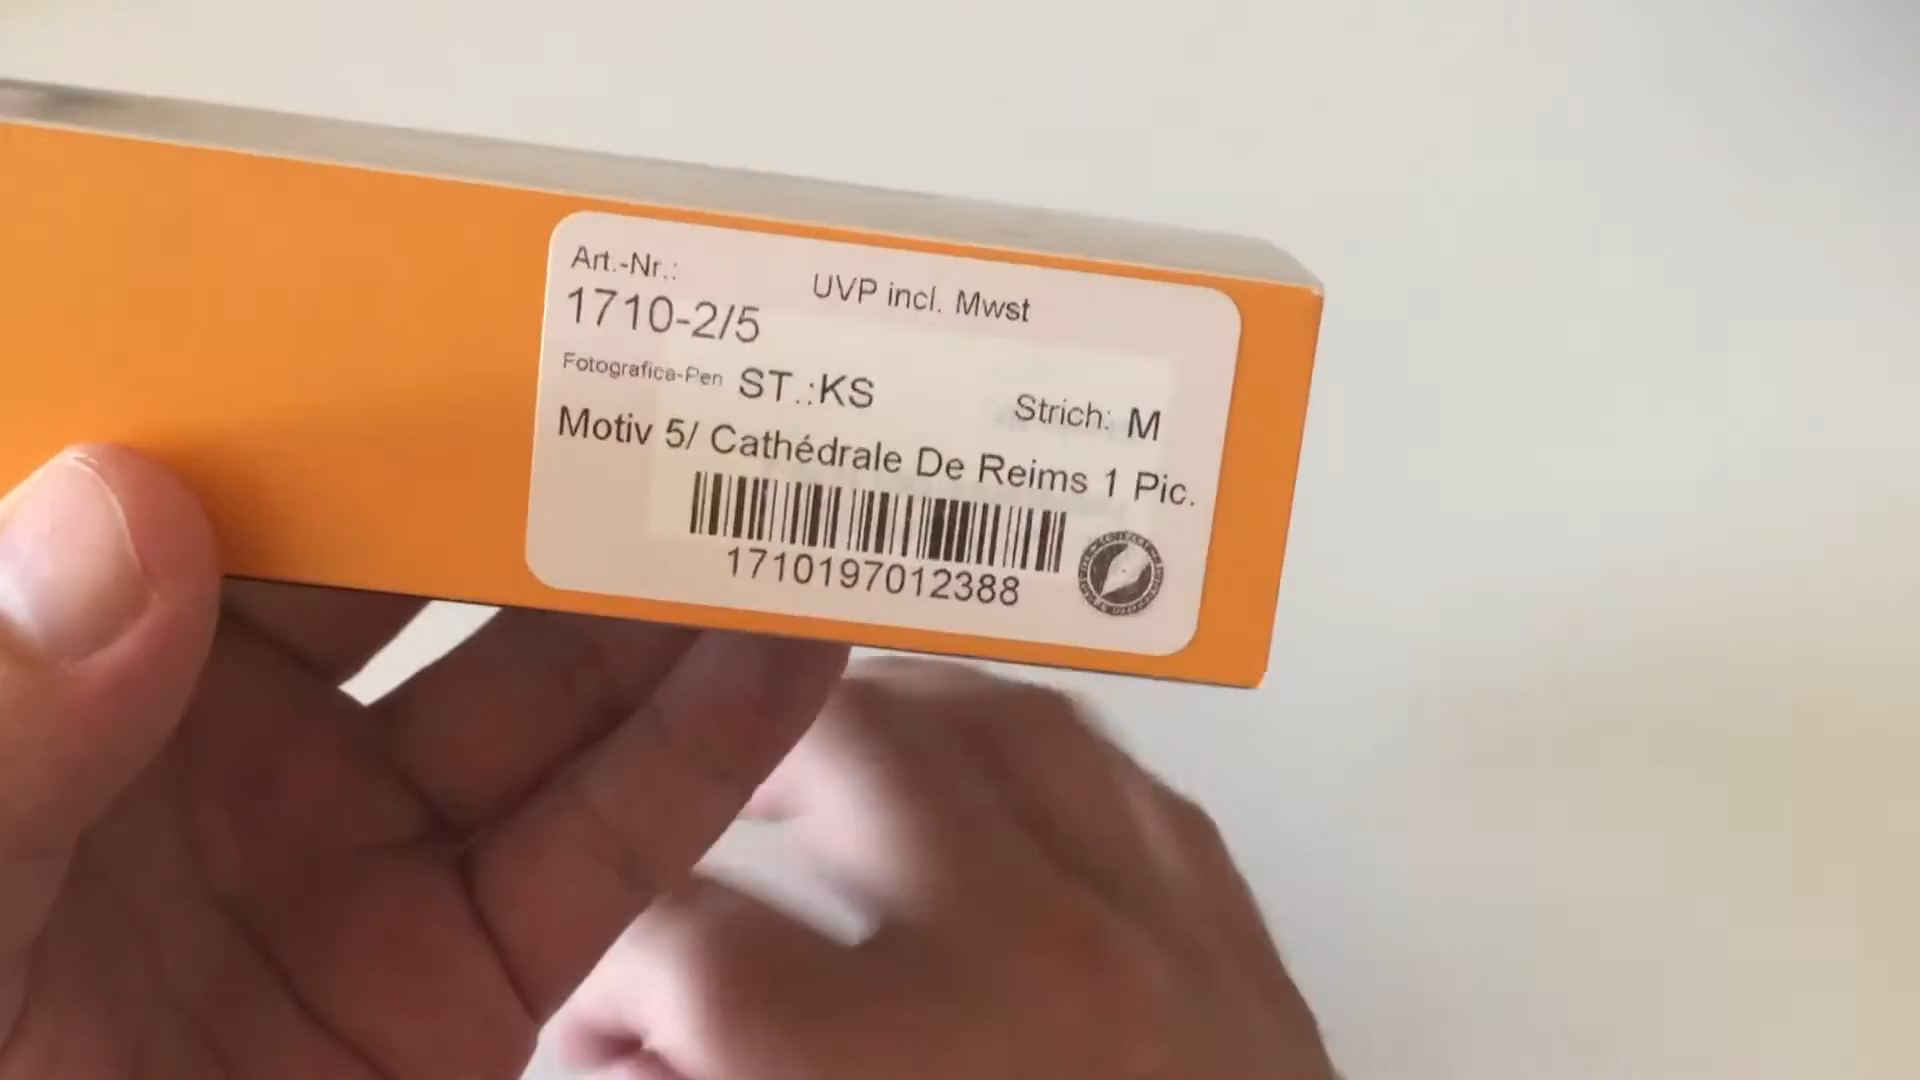 Art.-Nr.:
UVP incl. Mwst
1710-2/5
Fotografica-Pen ST.:KS Strich: M
Motiv 5/ Cathédrale De Reims 1 Pic.
1710197012388